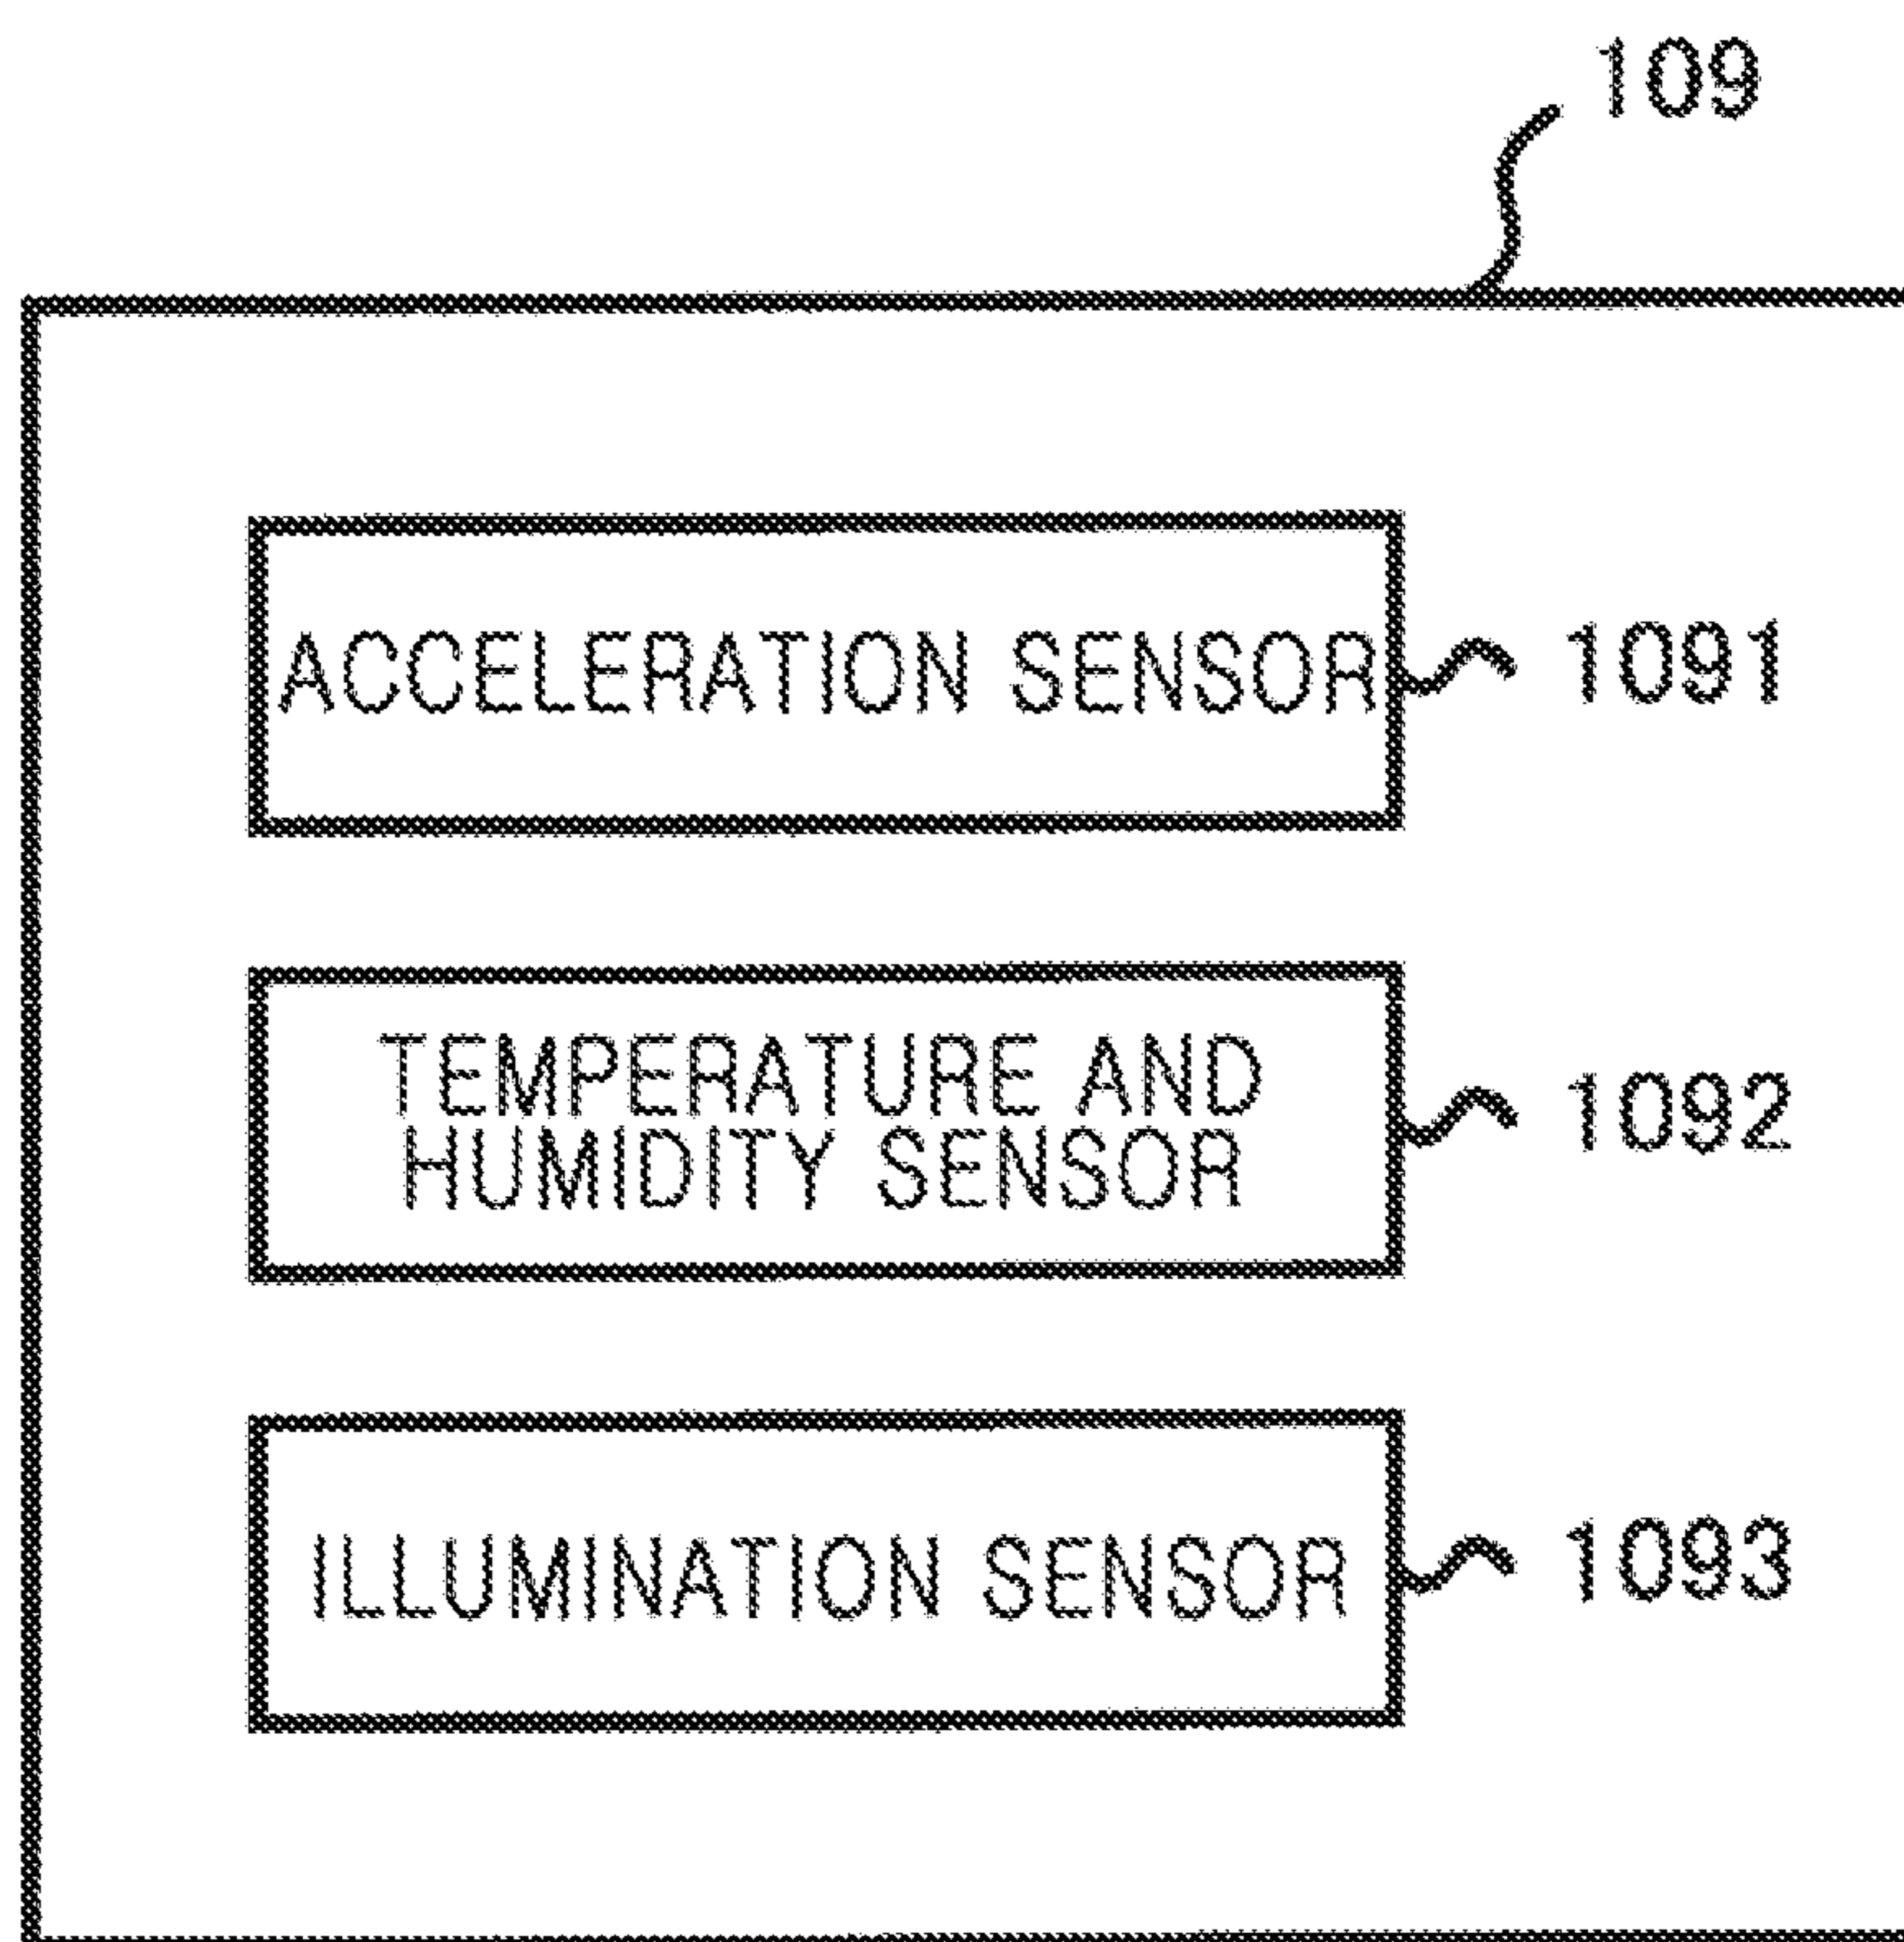 109
ACCELERATION SENSOR
1091
TEMPERATURE AND
HUMIDITY SENSOR
1092
ILLUMINATION SENSOR
1093